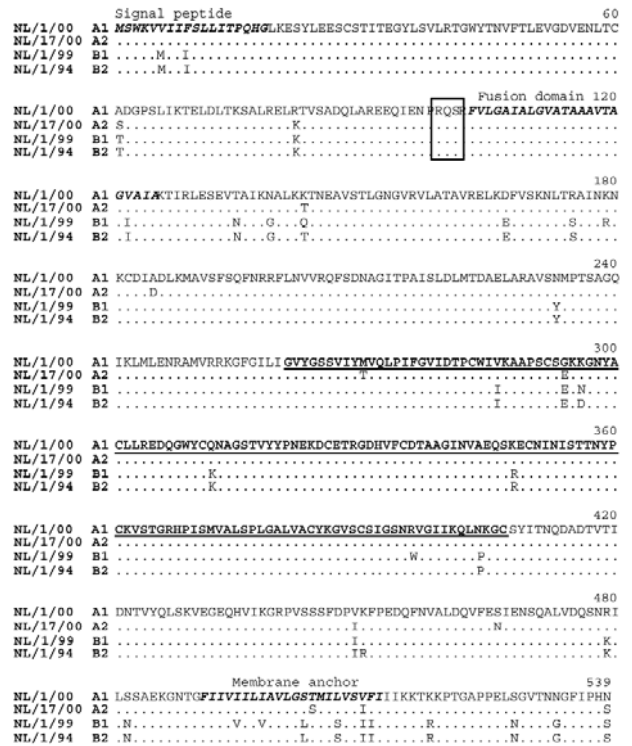 Signal peptide 60
NL/1/00 A1 MSWKVVIIFSLLITPQHGLKESYLEESCSTITEGYLSVLRTGWYTNVFTLEVGDVENLTC
NL/17/00 A2 ............................................................
NL/1/99 B1 .....M..I...................................................
NL/1/94 B2 .....M..I...................................................
Fusion domain 120
NL/1/00 A1 ADGPSLIKTELDLTKSALRELRTVSADQLAREEQIENPRQSRFVLGAIALGVATAAAVTA
NL/17/00 A2 S....................K......................................
NL/1/99 B1 T....................K......................................
NL/1/94 B2 T....................K......................................
180
NL/1/00 A1 GVAIAKTIRLESEVTAIKNALKKTNEAVSTLGNGVRVLATAVRELKDFVSKNLTRAINKN
NL/17/00 A2 ......................T.....................................
NL/1/99 B1 .I............N...G...Q.......................E.......S...R.
NL/1/94 B2 .I............N...G...T.......................E.......S.....
240
NL/1/00 A1 KCDIADLKMAVSFSQFNRRFLNVVRQFSDNAGITPAISLDLMTDAELARAVSNMPTSAGQ
NL/17/00 A2 ....D.......................................................
NL/1/99 B1 ....................................................Y.......
NL/1/94 B2 ....................................................Y.......
300
NL/1/00 A1 IKLMLENRAMVRRKGFGILIGVYGSSVIYMVQLPIFGVIDTPCWIVKAAPSCSGKKGNYA
NL/17/00 A2 .............................T.......................E......
NL/1/99 B1 .............................................I.......E.N....
NL/1/94 B2 .............................................I.......E.D....
360
NL/1/00 A1 CLLREDQGWYCQNAGSTVYYPNEKDCETRGDHVFCDTAAGINVAEQSKECNINISTTNYP
NL/17/00 A2 ............................................................
NL/1/99 B1 ...........K...................................R............
NL/1/94 B2 ...........K...................................R............
420
NL/1/00 A1 CKVSTGRHPISMVALSPLGALVACYKGVSCSIGSNRVGIIKQLNKGCSYITNQDADTVTI
NL/17/00 A2 ............................................................
NL/1/99 B1 ...................................W.......P................
NL/1/94 B2 ...........................................P................
480
NL/1/00 A1 DNTVYQLSKVEGEQHVIKGRPVSSSFDPVKFPEDQFNVALDQVFESIENSQALVDQSNRI
NL/17/00 A2 ............................I................N..............
NL/1/99 B1 ............................I.............................K.
NL/1/94 B2 ............................IR............................K.
Membrane anchor 539
NL/1/00 A1 LSSAEKGNTGFIIVIILIAVLGSTMILVSVFIIIKKTKKPTGAPPELSGVTNNGFIPHN
NL/17/00 A2 .......................S.....I............................S
NL/1/99 B1 .N............V..V....L...S..II......R.........N....G.....S
NL/1/94 B2 .N....................L...S..II......R.........N....G.....S